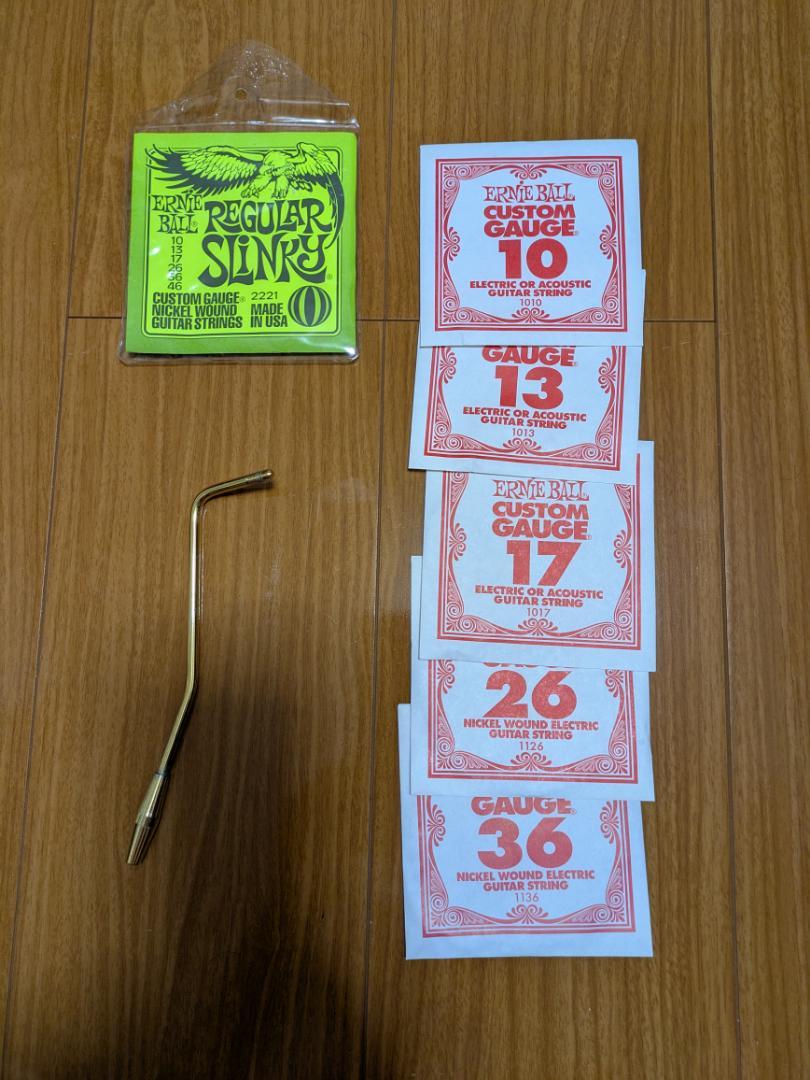 ERNIE BALL
REGULAR
SLINKY®
10
13
17
26
36
46
CUSTOM GAUGE® 2221
NICKEL WOUND MADE
GUITAR STRINGS IN USA
ERNIE BALL
CUSTOM
GAUGE®
10
ELECTRIC OR ACOUSTIC
GUITAR STRING
1010
GAUGE®
13
ELECTRIC OR ACOUSTIC
GUITAR STRING
1013
ERNIE BALL
CUSTOM
GAUGE®
17
ELECTRIC OR ACOUSTIC
GUITAR STRING
1017
26
NICKEL WOUND ELECTRIC
GUITAR STRING
1126
GAUGE®
36
NICKEL WOUND ELECTRIC
GUITAR STRING
1136